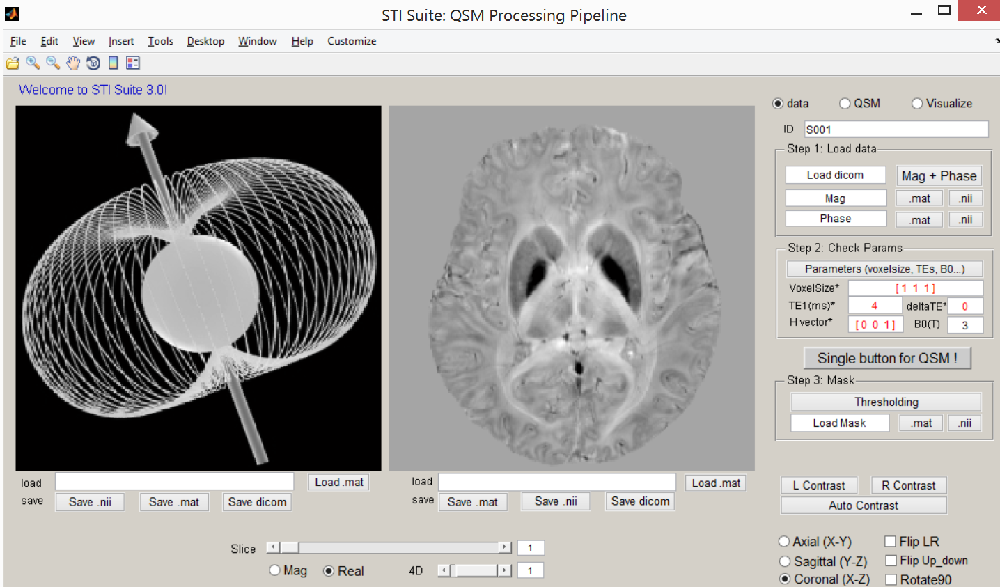 STI Suite: QSM Processing Pipeline
File Edit View Insert Tools Desktop Window Help Customize
Welcome to STI Suite 3.0!
data QSM Visualize
ID S001
Step 1: Load data
Load dicom Mag + Phase
Mag .mat .nii
Phase .mat .nii
Step 2: Check Params
Parameters (voxelsize, TEs, B0...)
VoxelSize* [ 1 1 1 ]
TE1(ms)* 4 deltaTE* 0
H vector* [ 0 0 1 ] B0(T) 3
Single button for QSM !
Step 3: Mask
Thresholding
Load Mask .mat .nii
load Load .mat load Load .mat
save Save .nii Save .mat Save dicom save Save .mat Save .nii Save dicom
L Contrast R Contrast
Auto Contrast
Slice 1
Mag Real 4D 1
Axial (X-Y) Flip LR
Sagittal (Y-Z) Flip Up_down
Coronal (X-Z) Rotate90